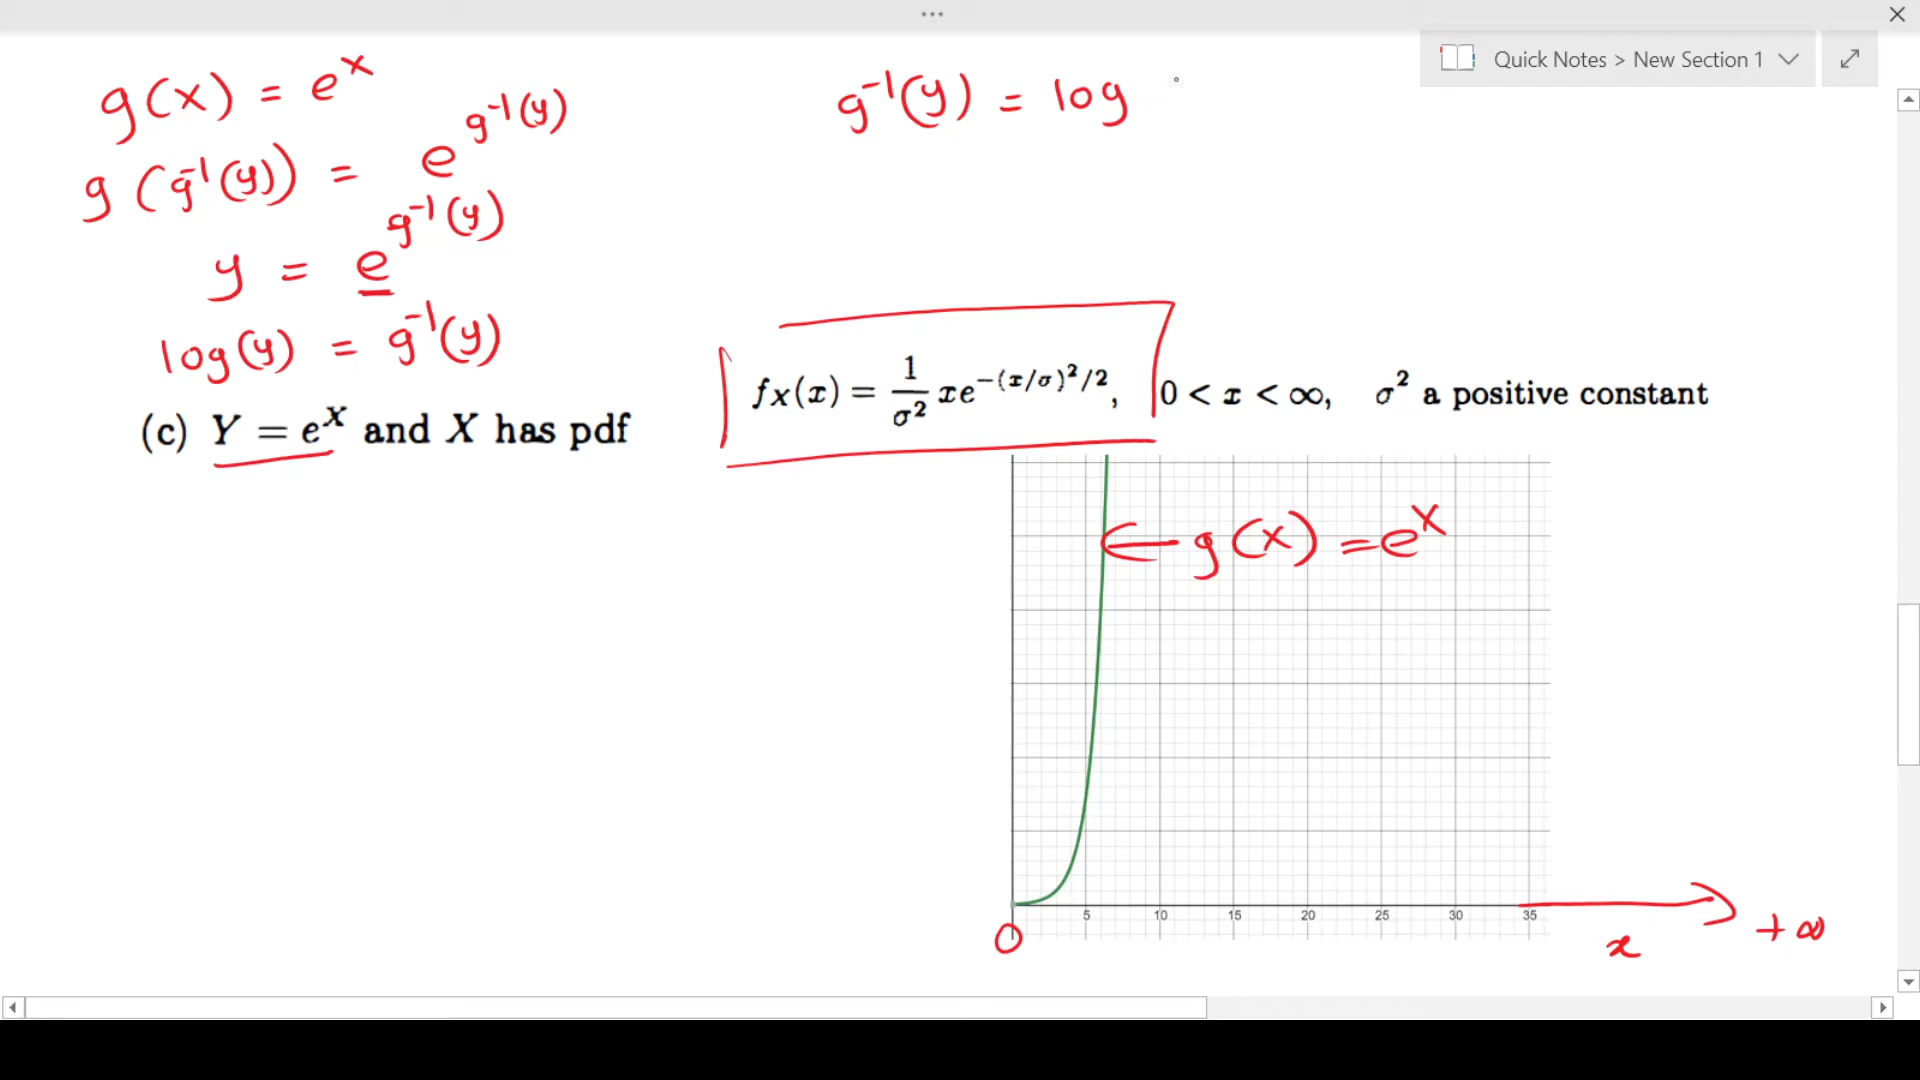 ...
Quick Notes > New Section 1
g(x) = e^x
g^-1(y) = log
g(g^-1(y)) = e^g^-1(y)
y = e^g^-1(y)
log(y) = g^-1(y)
(c) Y = e^X and X has pdf
fX(x) = 1/σ² xe^-(x/σ)²/2, 0 < x < ∞, σ² a positive constant
← g(x) = e^x
5 10 15 20 25 30 35
0
x
+∞